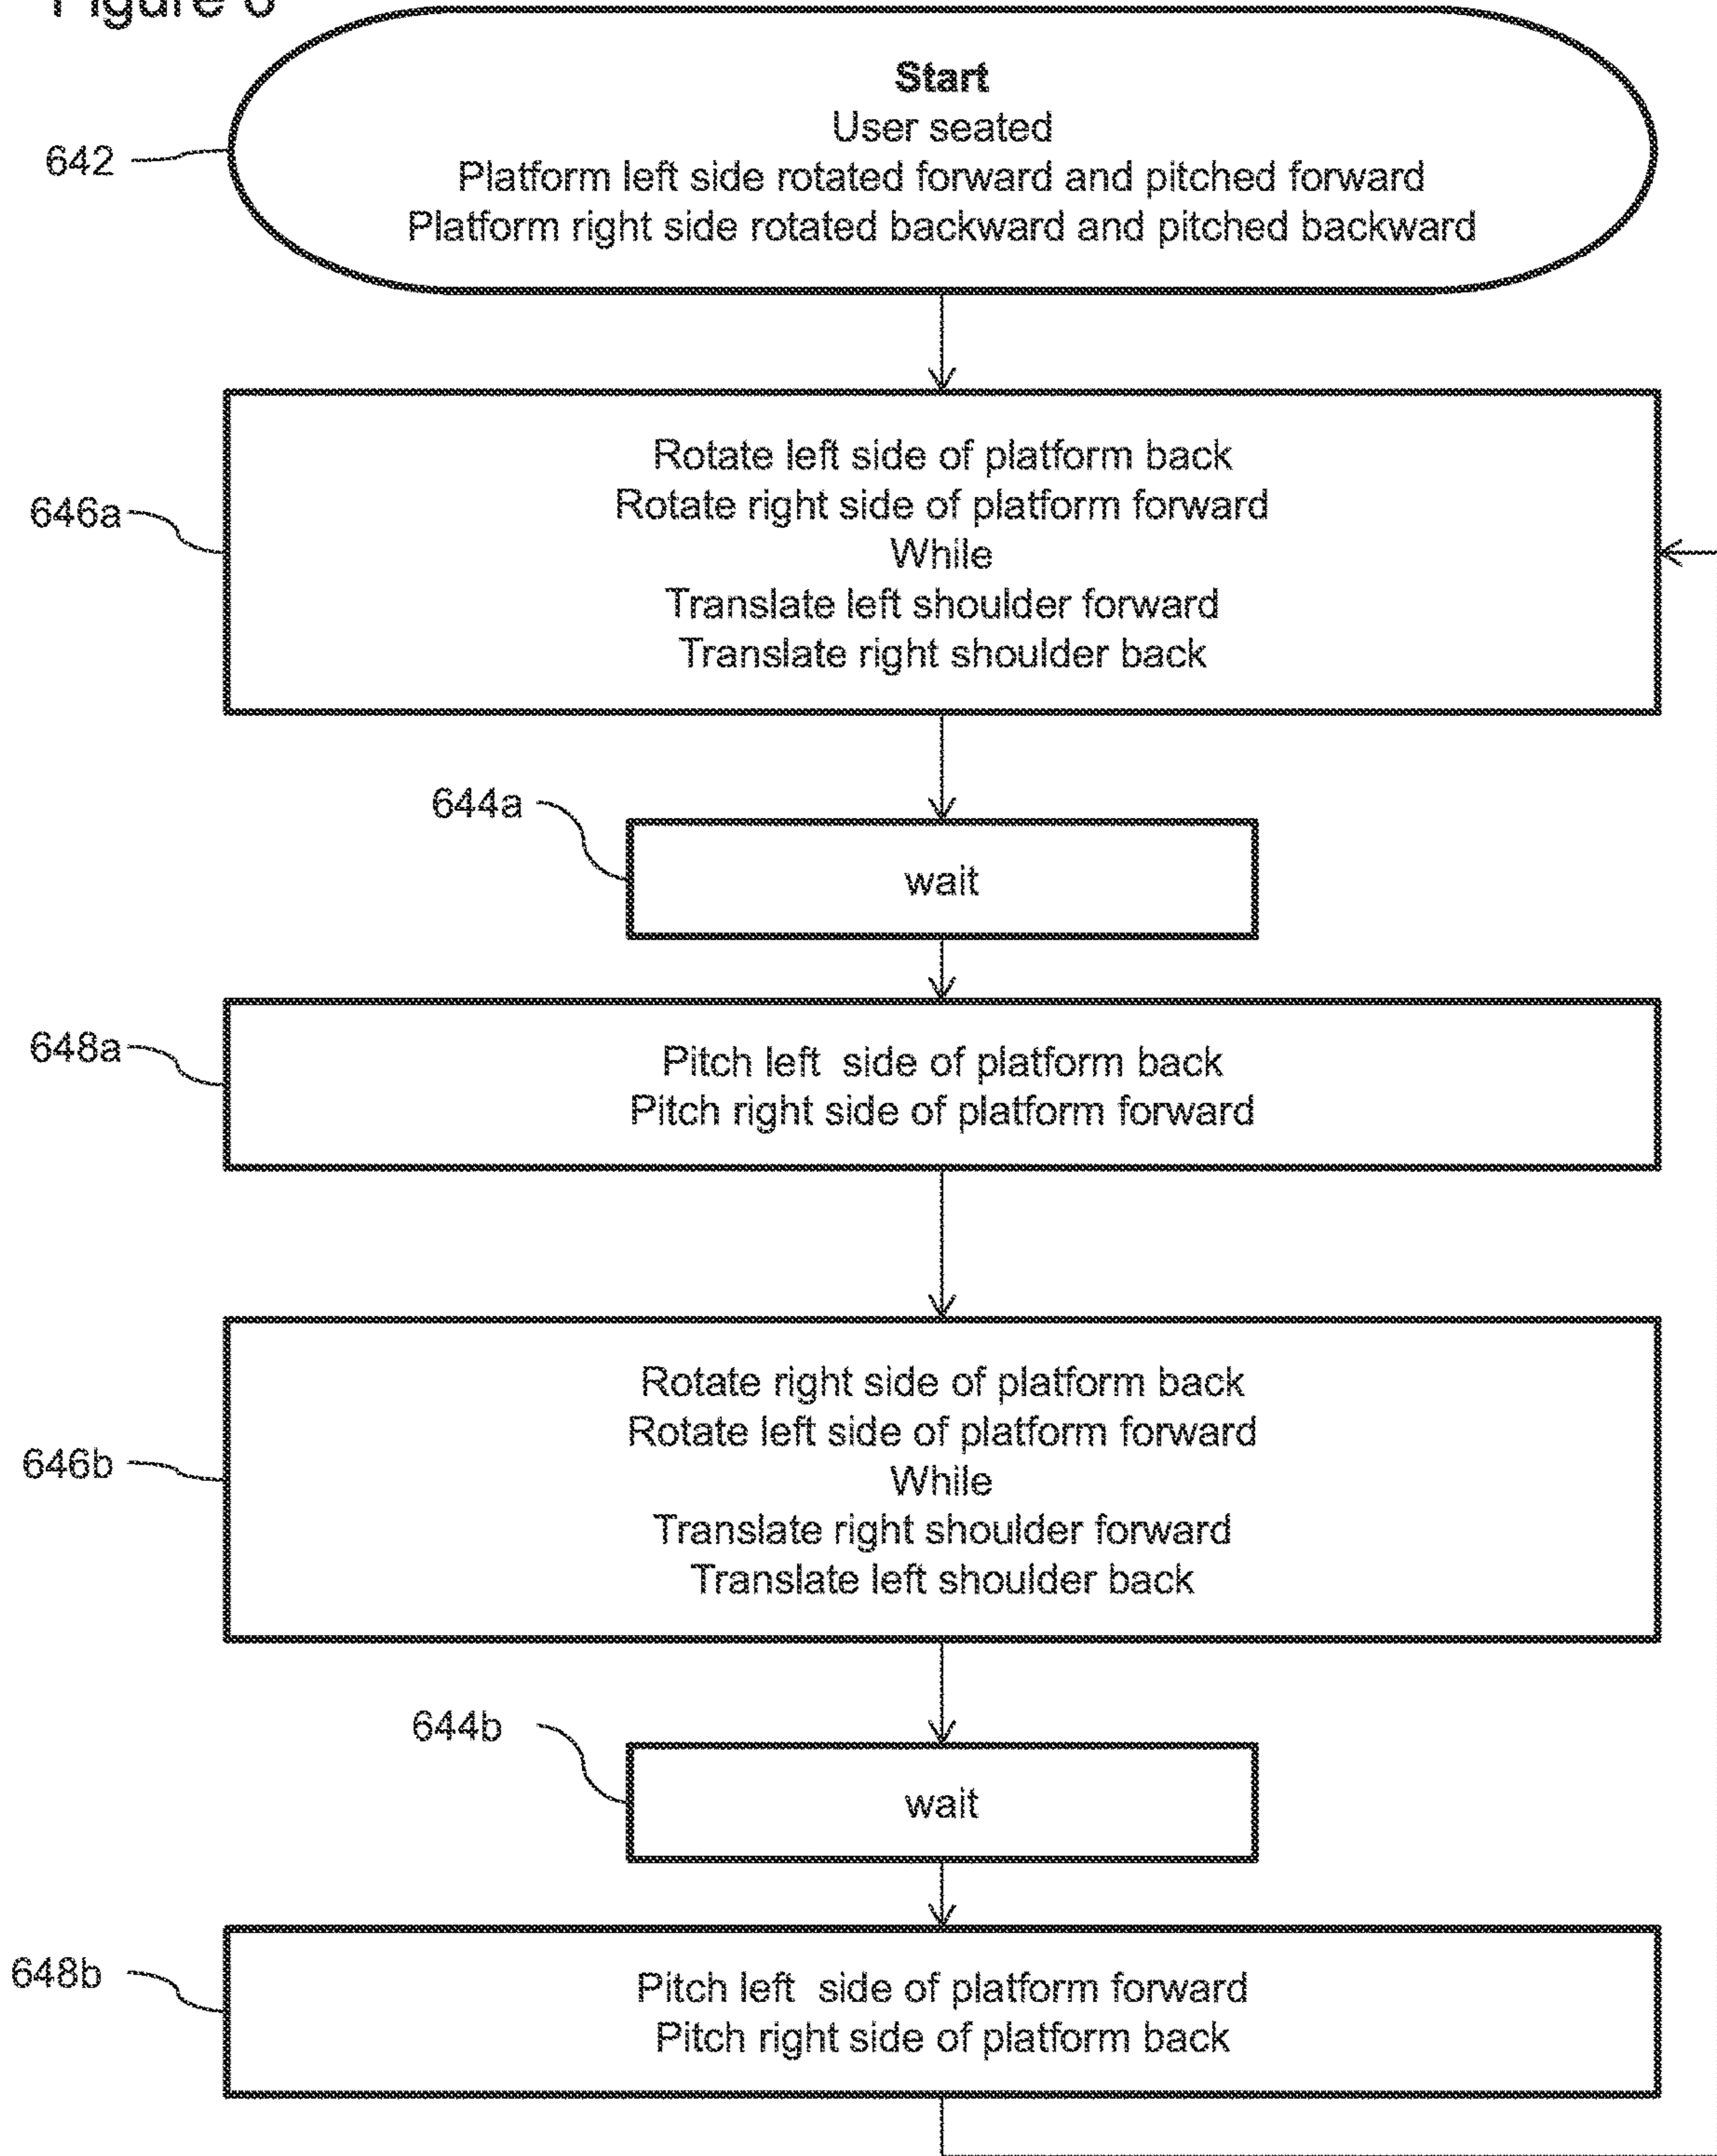 Figure 6
Start
User seated
Platform left side rotated forward and pitched forward
Platform right side rotated backward and pitched backward
642
Rotate left side of platform back
Rotate right side of platform forward
While
Translate left shoulder forward
Translate right shoulder back
646a
644a
wait
648a
Pitch left side of platform back
Pitch right side of platform forward
Rotate right side of platform back
Rotate left side of platform forward
While
Translate right shoulder forward
Translate left shoulder back
646b
644b
wait
648b
Pitch left side of platform forward
Pitch right side of platform back